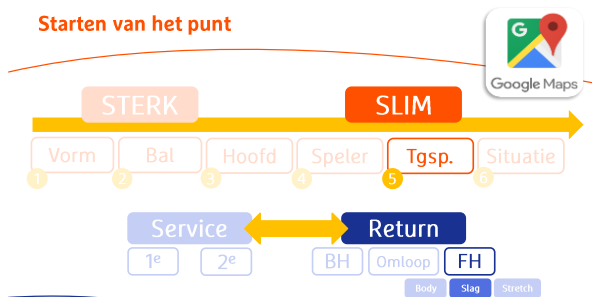 Starten van het punt
Google Maps
STERK SLIM
Vorm Bal Hoofd Speler Tgsp. Situatie
1 2 3 4 5 6
Service Return
1e 2e BH Omloop FH
Body Slag Stretch